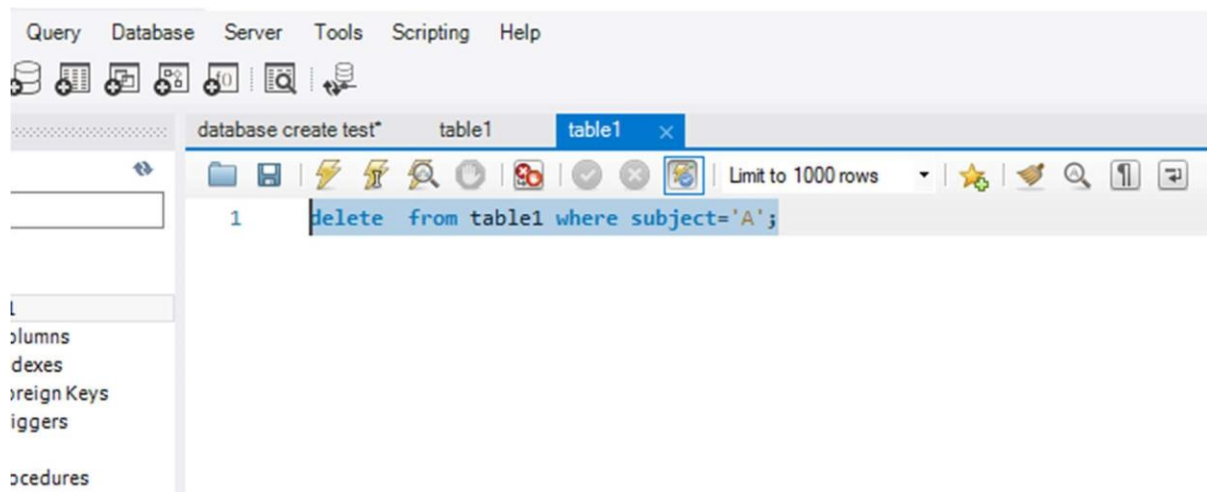 Query Database Server Tools Scripting Help
database create test* table1 table1
Limit to 1000 rows
1 delete  from table1 where subject='A';
1
olumns
dexes
oreign Keys
iggers
ocedures